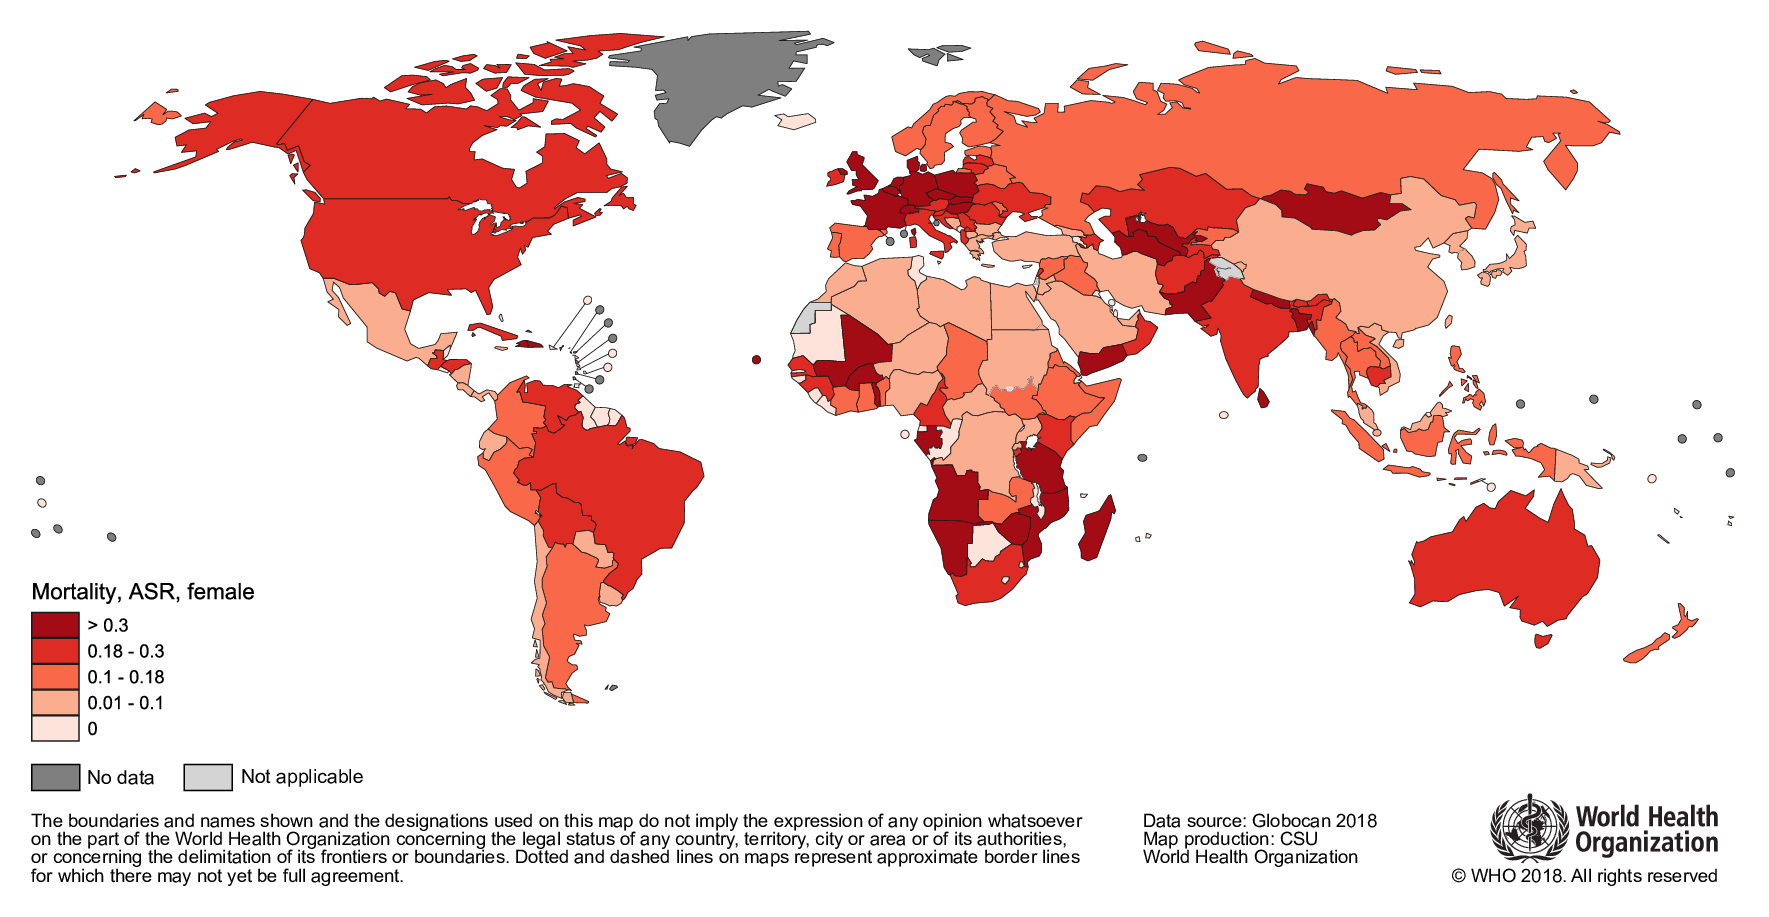 Mortality, ASR, female
> 0.3
0.18 - 0.3
0.1 - 0.18
0.01 - 0.1
0
No data
Not applicable
The boundaries and names shown and the designations used on this map do not imply the expression of any opinion whatsoever
on the part of the World Health Organization concerning the legal status of any country, territory, city or area or of its authorities,
or concerning the delimitation of its frontiers or boundaries. Dotted and dashed lines on maps represent approximate border lines
for which there may not yet be full agreement.
Data source: Globocan 2018
Map production: CSU
World Health Organization
World Health
Organization
© WHO 2018. All rights reserved